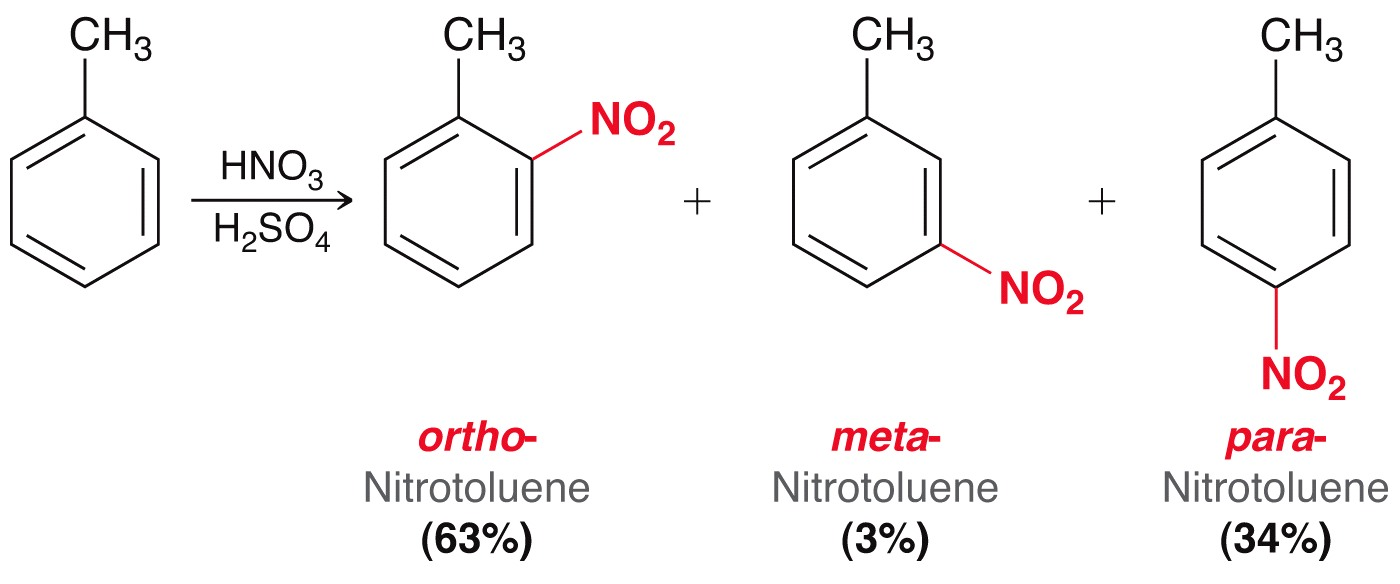 CH₃
HNO₃
H₂SO₄
CH₃
NO₂
+
CH₃
NO₂
+
CH₃
NO₂
ortho-
Nitrotoluene
(63%)
meta-
Nitrotoluene
(3%)
para-
Nitrotoluene
(34%)